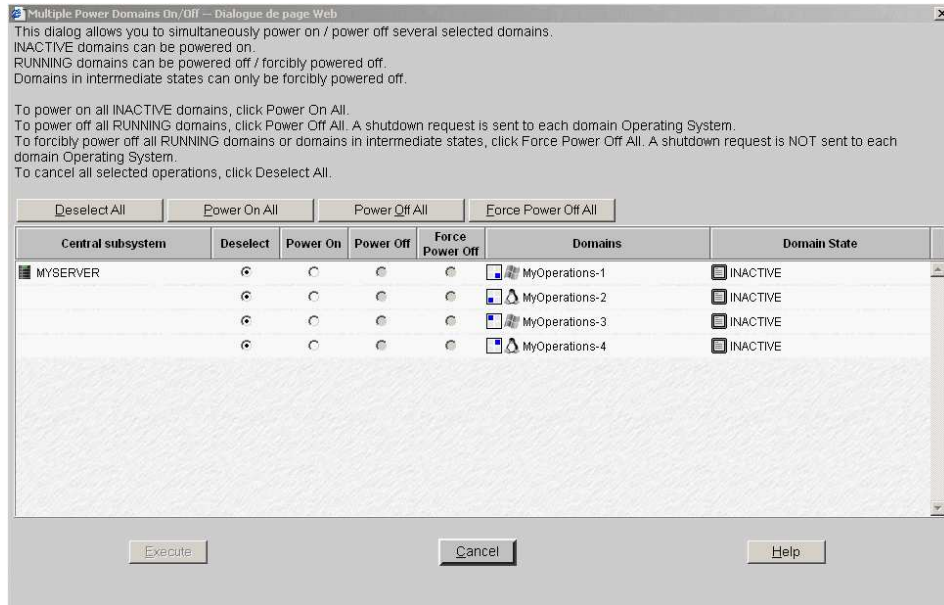 Multiple Power Domains On/Off -- Dialogue de page Web
This dialog allows you to simultaneously power on / power off several selected domains.
INACTIVE domains can be powered on.
RUNNING domains can be powered off / forcibly powered off.
Domains in intermediate states can only be forcibly powered off.
To power on all INACTIVE domains, click Power On All.
To power off all RUNNING domains, click Power Off All. A shutdown request is sent to each domain Operating System.
To forcibly power off all RUNNING domains or domains in intermediate states, click Force Power Off All. A shutdown request is NOT sent to each
domain Operating System.
To cancel all selected operations, click Deselect All.
Deselect All Power On All Power Off All Force Power Off All
Central subsystem Deselect Power On Power Off Force Power Off Domains Domain State
MYSERVER MyOperations-1 INACTIVE
MyOperations-2 INACTIVE
MyOperations-3 INACTIVE
MyOperations-4 INACTIVE
Execute Cancel Help